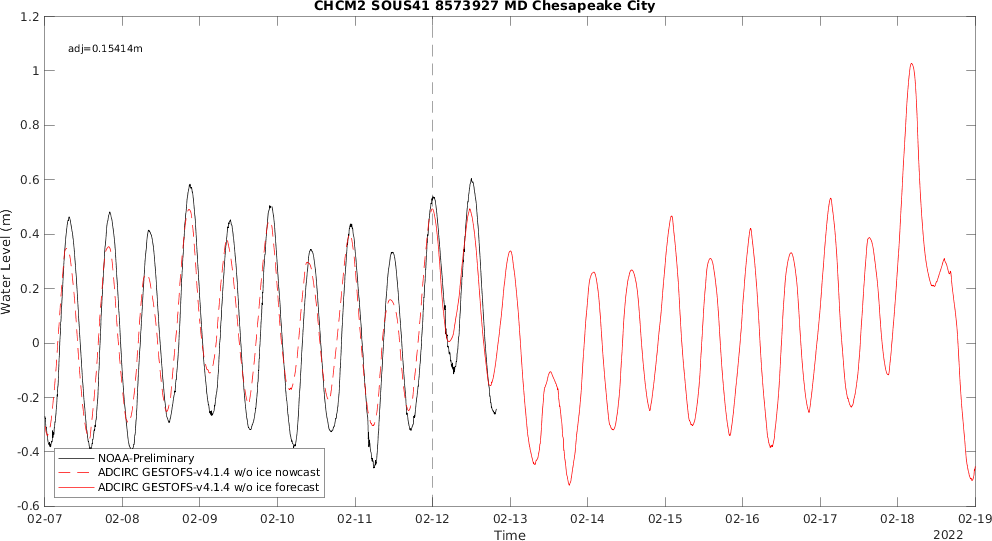 CHCM2 SOUS41 8573927 MD Chesapeake City
adj=0.15414m
Water Level (m)
1.2
1
0.8
0.6
0.4
0.2
0
-0.2
-0.4
-0.6
NOAA-Preliminary
ADCIRC GESTOFS-v4.1.4 w/o ice nowcast
ADCIRC GESTOFS-v4.1.4 w/o ice forecast
02-07 02-08 02-09 02-10 02-11 02-12 02-13 02-14 02-15 02-16 02-17 02-18 02-19
Time
2022